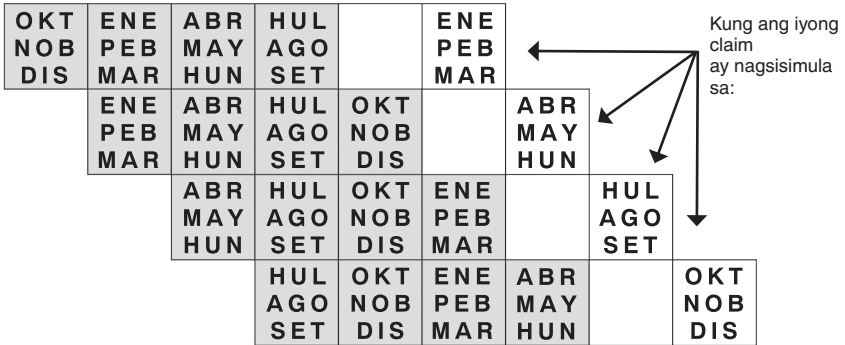 OKT ENE ABR HUL ENE
NOB PEB MAY AGO PEB
DIS MAR HUN SET MAR
Kung ang iyong
claim
ay nagsisimula
sa:
ENE ABR HUL OKT ABR
PEB MAY AGO NOB MAY
MAR HUN SET DIS HUN
ABR HUL OKT ENE HUL
MAY AGO NOB PEB AGO
HUN SET DIS MAR SET
HUL OKT ENE ABR OKT
AGO NOB PEB MAY NOB
SET DIS MAR HUN DIS